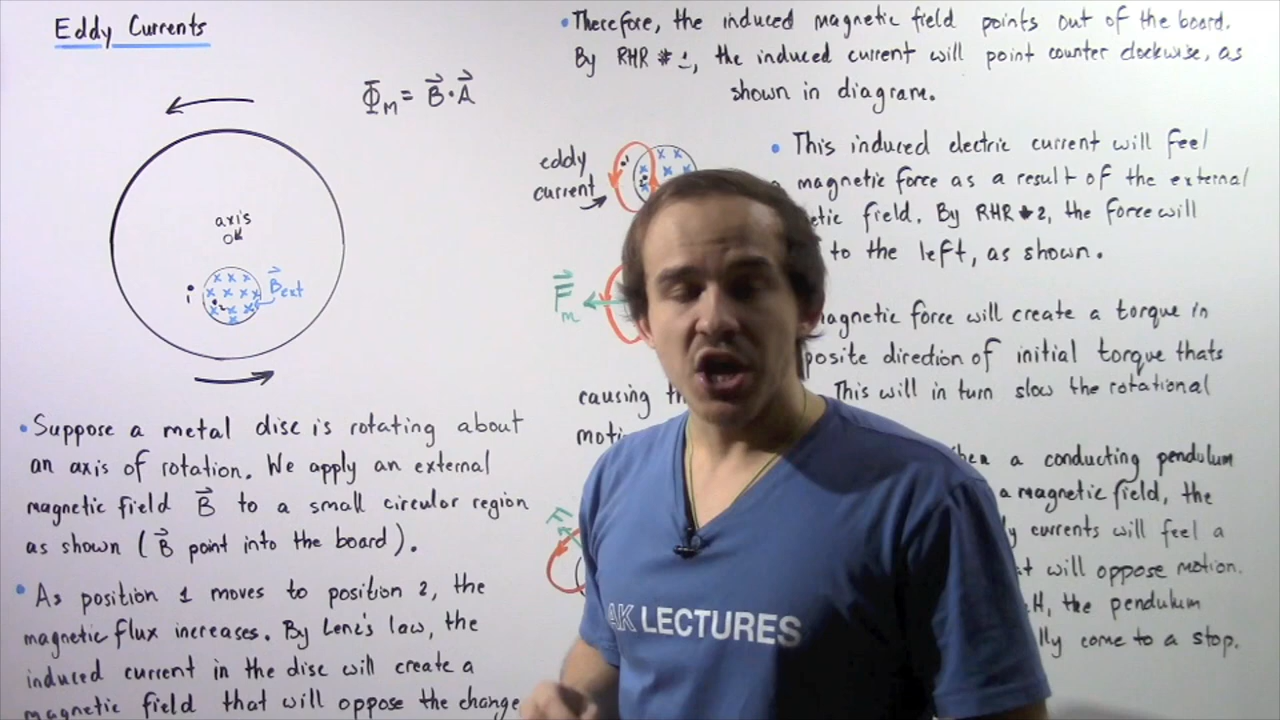 Eddy Currents
Φ_M = B⃗ · A⃗
axis
B⃗ ext
i
Suppose a metal disc is rotating about
an axis of rotation. We apply an external
magnetic field B⃗ to a small circular region
as shown (B⃗ point into the board).
As position 1 moves to position 2, the
magnetic flux increases. By Lenz's law, the
induced current in the disc will create a
magnetic field that will oppose the change
Therefore, the induced magnetic field points out of the board.
By RHR #1, the induced current will point counter clockwise, as
shown in diagram.
eddy
current
This induced electric current will feel
magnetic force as a result of the external
field. By RHR #2, the force will
to the left, as shown.
F⃗m
force will create a torque in
direction of initial torque thats
causing This will in turn slow the rotational
a conducting pendulum
a magnetic field, the
currents will feel a
will oppose motion.
the pendulum
come to a stop.
F
AK LECTURES